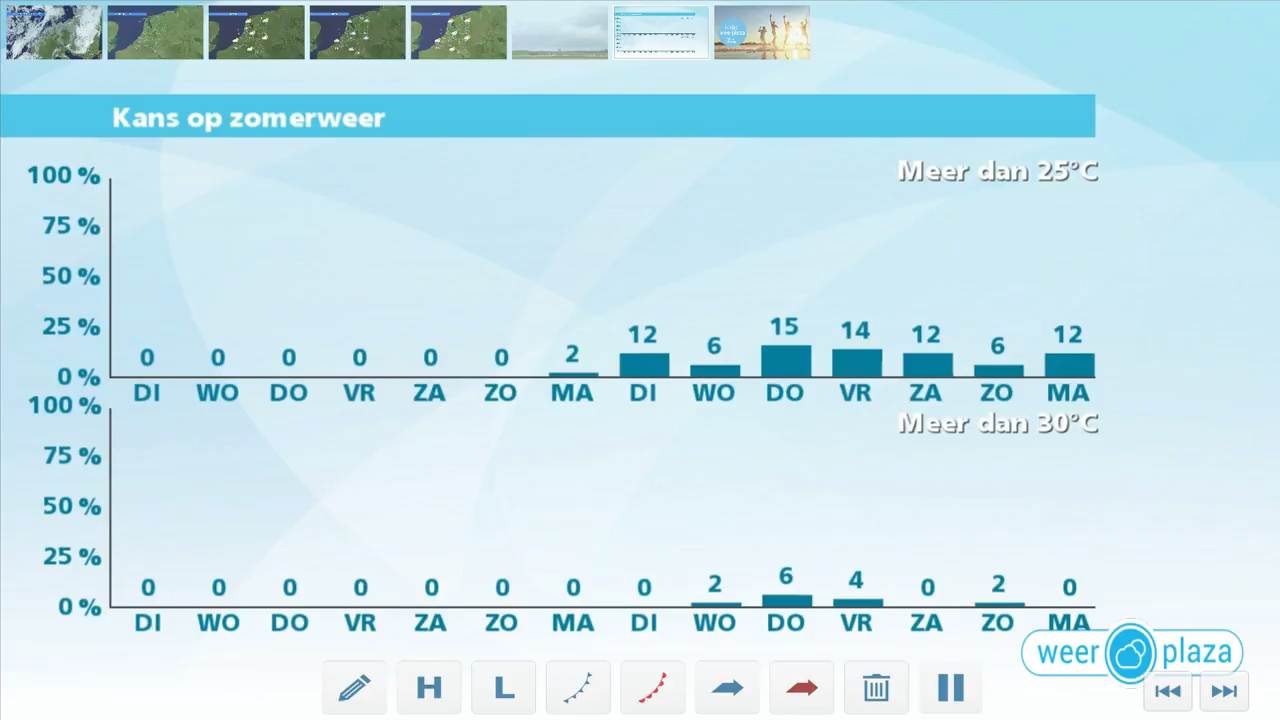 Kans op zomerweer
Meer dan 25°C
100 %
75 %
50 %
25 %
0 %
0 0 0 0 0 0 2 12 6 15 14 12 6 12
DI WO DO VR ZA ZO MA DI WO DO VR ZA ZO MA
Meer dan 30°C
100 %
75 %
50 %
25 %
0 %
0 0 0 0 0 0 0 0 2 6 4 0 2 0
DI WO DO VR ZA ZO MA DI WO DO VR ZA ZO MA
weer plaza
H L